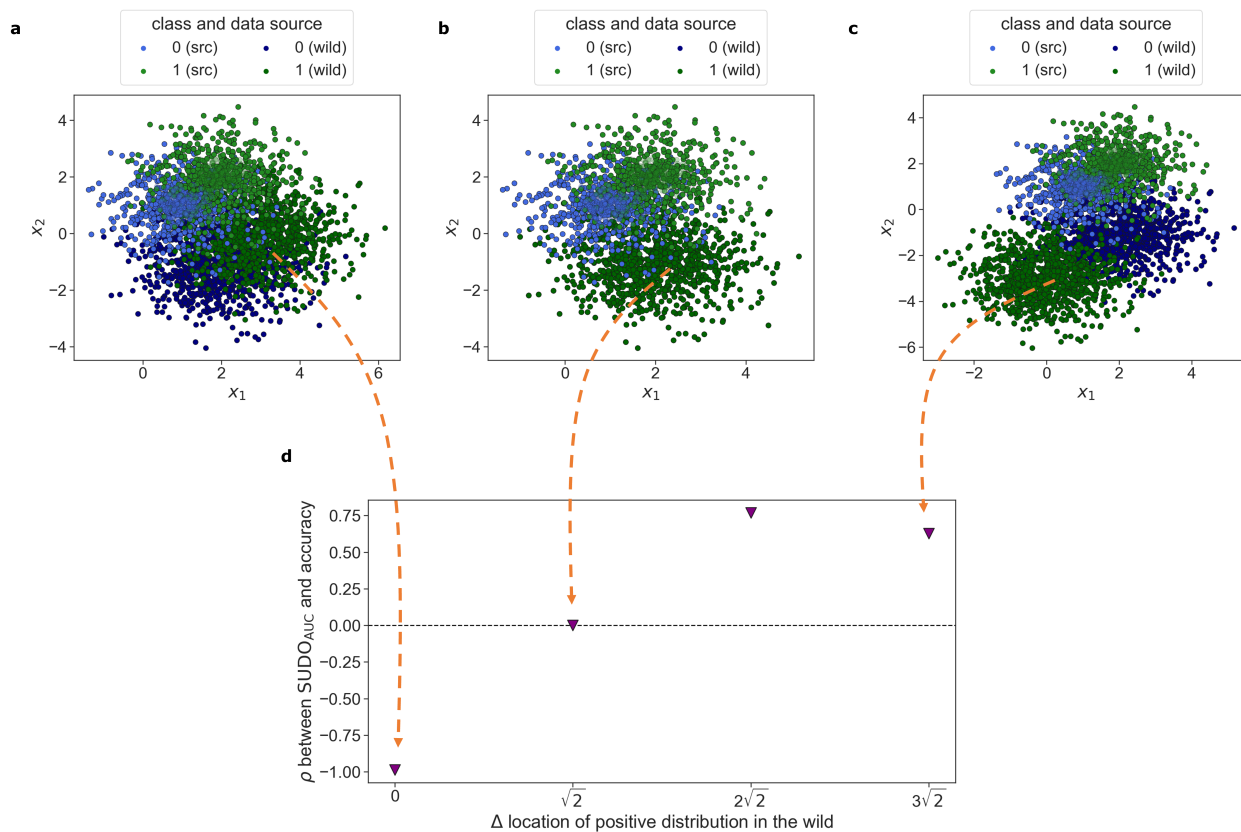 a
class and data source
0 (src) 0 (wild)
1 (src) 1 (wild)
4
2
0
−2
−4
x2
0 2 4 6
x1
b
class and data source
0 (src) 0 (wild)
1 (src) 1 (wild)
4
2
0
−2
−4
x2
0 2 4
x1
c
class and data source
0 (src) 0 (wild)
1 (src) 1 (wild)
4
2
0
−2
−4
−6
x2
−2 0 2 4
x1
d
0.75
0.50
0.25
0.00
−0.25
−0.50
−0.75
−1.00
ρ between SUDOAUC and accuracy
0 √2 2√2 3√2
Δ location of positive distribution in the wild